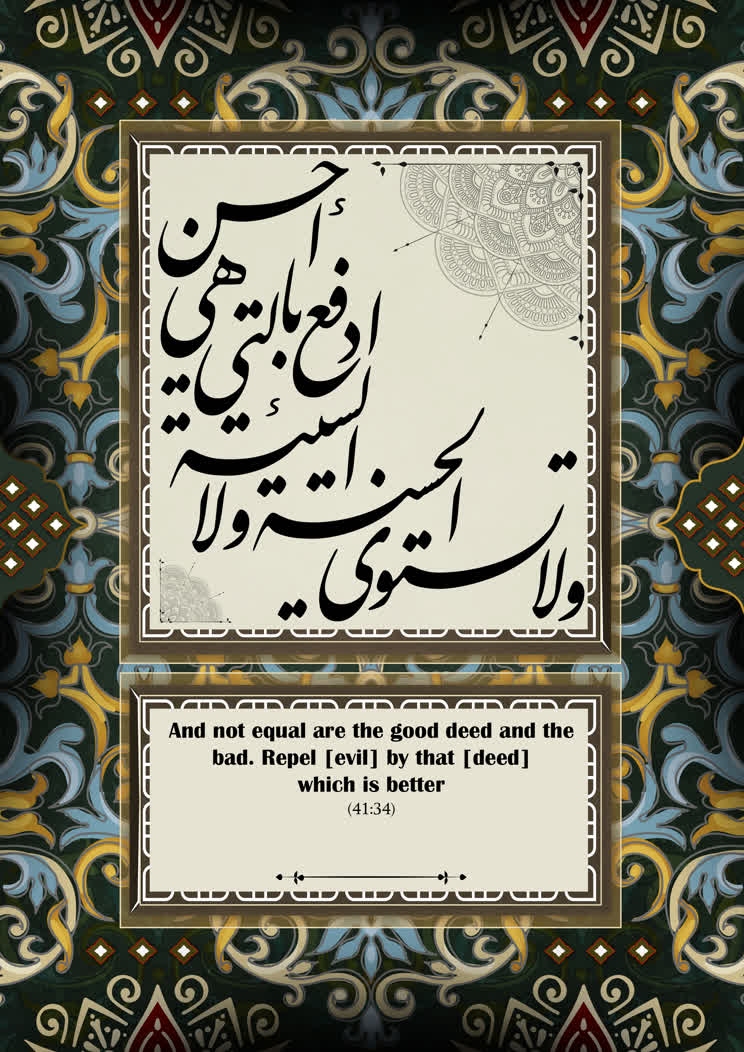 ولا تستوی الحسنة ولا السيئة
ادفع بالتي هي أحسن
And not equal are the good deed and the
bad. Repel [evil] by that [deed]
which is better
(41:34)